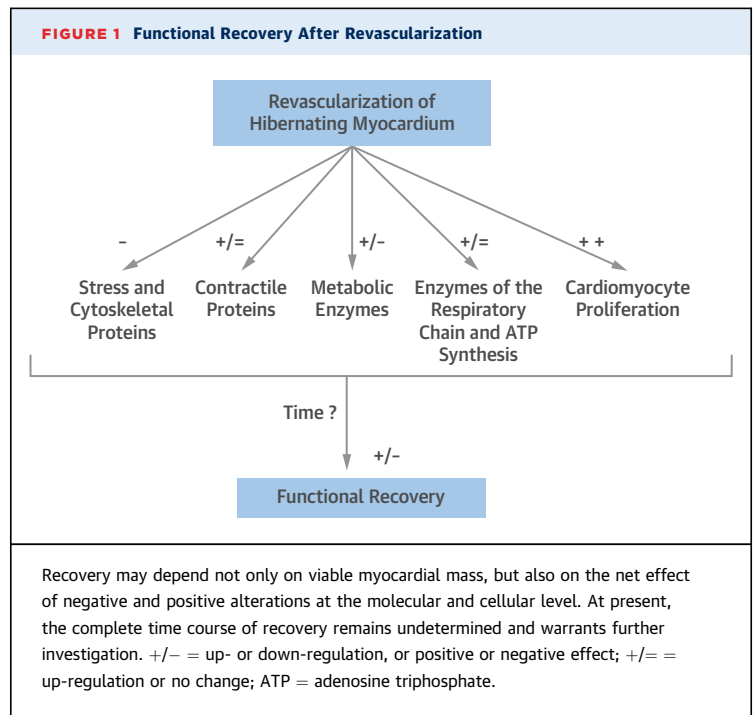 FIGURE 1 Functional Recovery After Revascularization
Revascularization of
Hibernating Myocardium
- +/= +/- +/= + +
Stress and
Cytoskeletal
Proteins
Contractile
Proteins
Metabolic
Enzymes
Enzymes of the
Respiratory
Chain and ATP
Synthesis
Cardiomyocyte
Proliferation
Time ?
+/-
Functional Recovery
Recovery may depend not only on viable myocardial mass, but also on the net effect
of negative and positive alterations at the molecular and cellular level. At present,
the complete time course of recovery remains undetermined and warrants further
investigation. +/− = up- or down-regulation, or positive or negative effect; +/= =
up-regulation or no change; ATP = adenosine triphosphate.